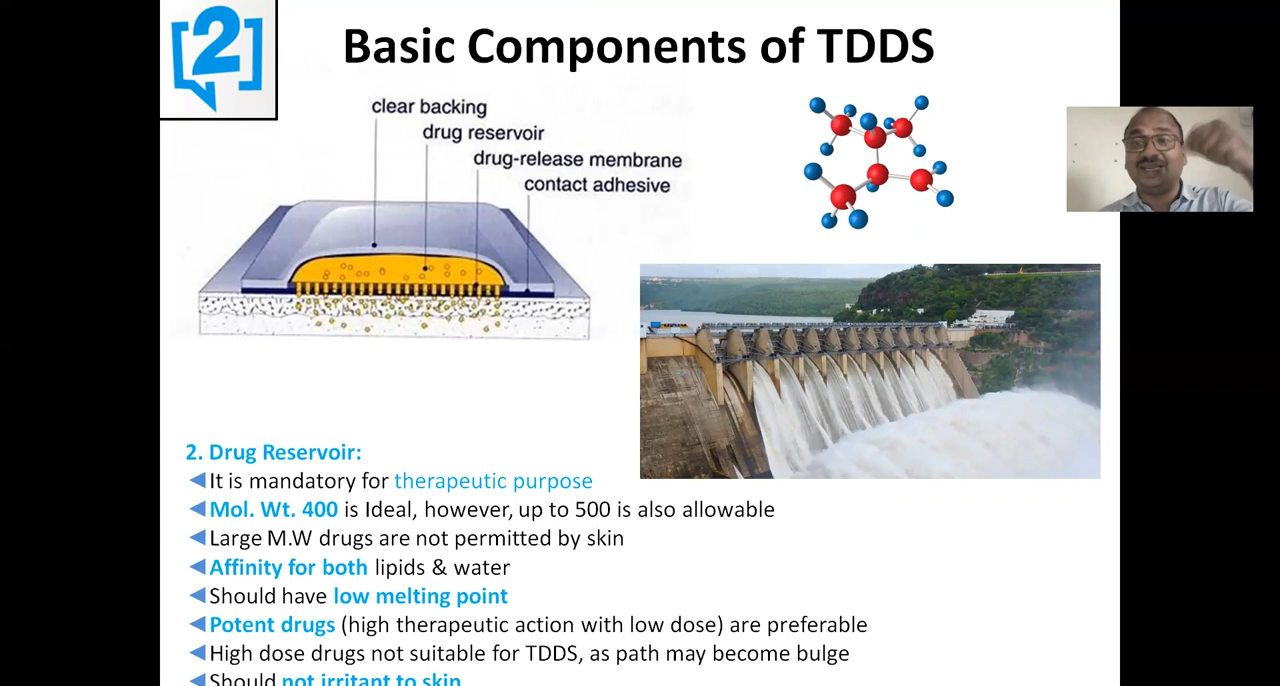 2
Basic Components of TDDS
clear backing
drug reservoir
drug-release membrane
contact adhesive
2. Drug Reservoir:
It is mandatory for therapeutic purpose
Mol. Wt. 400 is Ideal, however, up to 500 is also allowable
Large M.W drugs are not permitted by skin
Affinity for both lipids & water
Should have low melting point
Potent drugs (high therapeutic action with low dose) are preferable
High dose drugs not suitable for TDDS, as path may become bulge
Should not irritant to skin